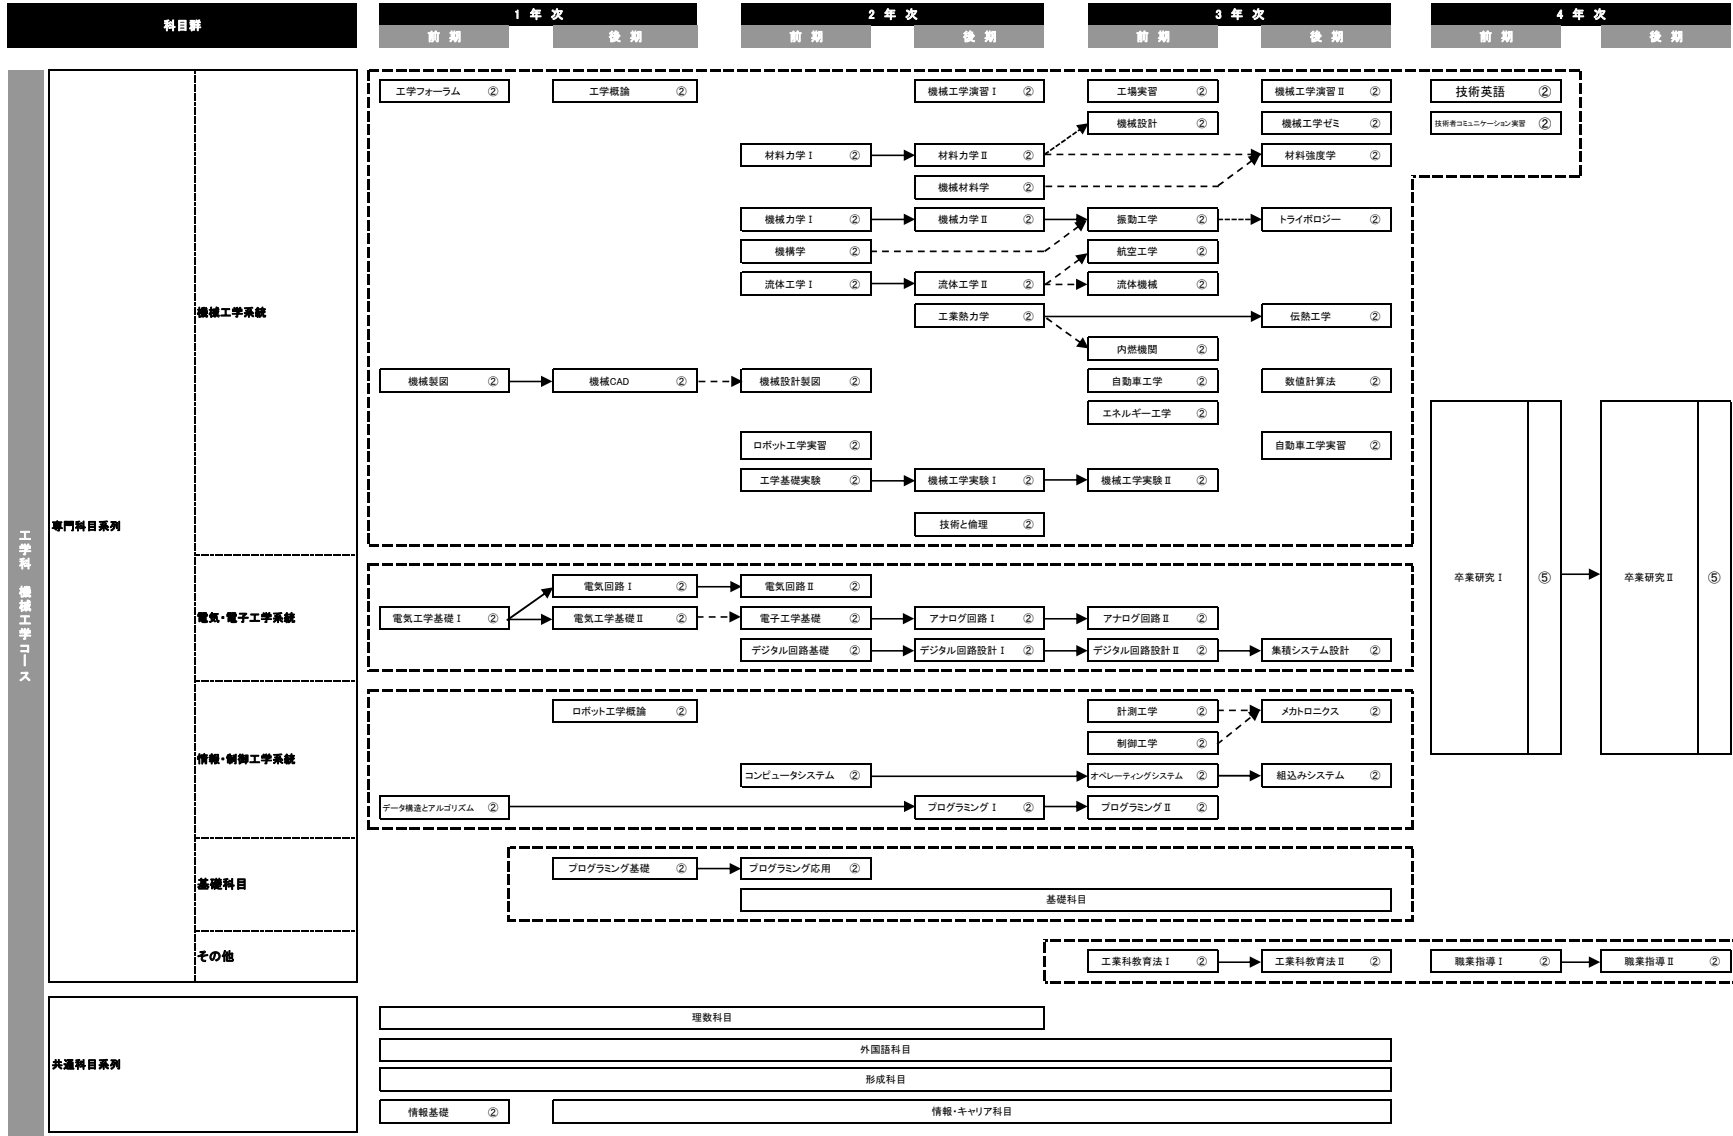 科目群
1 年 次
2 年 次
3 年 次
4 年 次
前 期
後 期
前 期
後 期
前 期
後 期
前 期
後 期
工学科 機械工学コース
専門科目系列
機械工学系統
工学フォーラム ②
工学概論 ②
機械工学演習Ⅰ ②
工場実習 ②
機械工学演習Ⅱ ②
技術英語 ②
機械設計 ②
機械工学ゼミ ②
技術者コミュニケーション実習 ②
材料力学Ⅰ ②
材料力学Ⅱ ②
材料強度学 ②
機械材料学 ②
機械力学Ⅰ ②
機械力学Ⅱ ②
振動工学 ②
トライボロジー ②
機構学 ②
航空工学 ②
流体工学Ⅰ ②
流体工学Ⅱ ②
流体機械 ②
工業熱力学 ②
伝熱工学 ②
内燃機関 ②
機械製図 ②
機械CAD ②
機械設計製図 ②
自動車工学 ②
数値計算法 ②
エネルギー工学 ②
ロボット工学実習 ②
自動車工学実習 ②
工学基礎実験 ②
機械工学実験Ⅰ ②
機械工学実験Ⅱ ②
技術と倫理 ②
卒業研究Ⅰ ⑤
卒業研究Ⅱ ⑤
電気・電子工学系統
電気回路Ⅰ ②
電気回路Ⅱ ②
電気工学基礎Ⅰ ②
電気工学基礎Ⅱ ②
電子工学基礎 ②
アナログ回路Ⅰ ②
アナログ回路Ⅱ ②
デジタル回路基礎 ②
デジタル回路設計Ⅰ ②
デジタル回路設計Ⅱ ②
集積システム設計 ②
情報・制御工学系統
ロボット工学概論 ②
計測工学 ②
メカトロニクス ②
制御工学 ②
コンピュータシステム ②
オペレーティングシステム ②
組込みシステム ②
データ構造とアルゴリズム ②
プログラミングⅠ ②
プログラミングⅡ ②
基礎科目
プログラミング基礎 ②
プログラミング応用 ②
基礎科目
その他
工業科教育法Ⅰ ②
工業科教育法Ⅱ ②
職業指導Ⅰ ②
職業指導Ⅱ ②
共通科目系列
理数科目
外国語科目
形成科目
情報基礎 ②
情報・キャリア科目